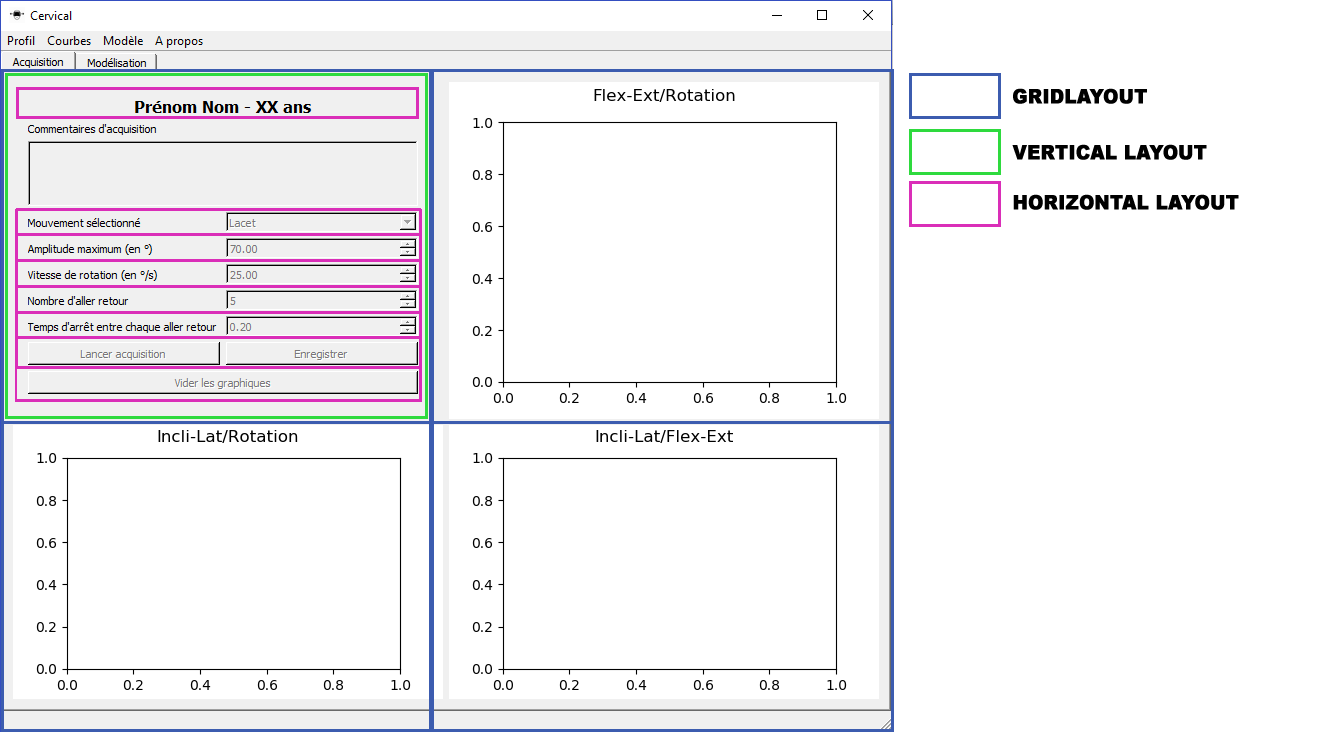 Cervical
Profil Courbes Modèle A propos
Acquisition Modélisation
Prénom Nom - XX ans
Commentaires d'acquisition
Mouvement sélectionné Lacet
Amplitude maximum (en °) 70.00
Vitesse de rotation (en °/s) 25.00
Nombre d'aller retour 5
Temps d'arrêt entre chaque aller retour 0.20
Lancer acquisition Enregistrer
Vider les graphiques
Flex-Ext/Rotation
1.0
0.8
0.6
0.4
0.2
0.0
0.0 0.2 0.4 0.6 0.8 1.0
Incli-Lat/Rotation
1.0
0.8
0.6
0.4
0.2
0.0
0.0 0.2 0.4 0.6 0.8 1.0
Incli-Lat/Flex-Ext
1.0
0.8
0.6
0.4
0.2
0.0
0.0 0.2 0.4 0.6 0.8 1.0
GRIDLAYOUT
VERTICAL LAYOUT
HORIZONTAL LAYOUT